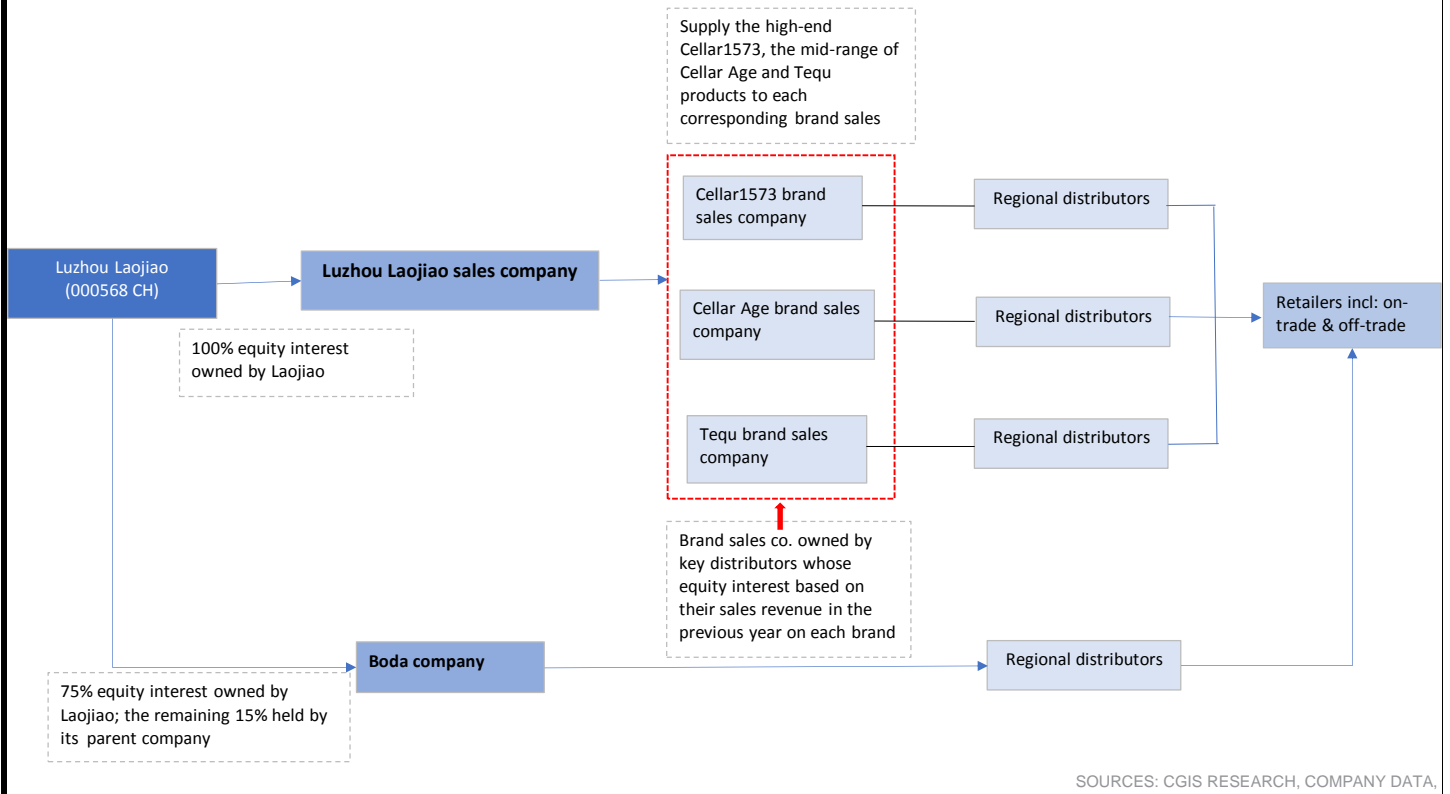 Supply the high-end
Cellar1573, the mid-range of
Cellar Age and Tequ
products to each
corresponding brand sales
Cellar1573 brand
sales company
Regional distributors
Luzhou Laojiao
(000568 CH)
Luzhou Laojiao sales company
Cellar Age brand sales
company
Regional distributors
Retailers incl: on-
trade & off-trade
100% equity interest
owned by Laojiao
Tequ brand sales
company
Regional distributors
Brand sales co. owned by
key distributors whose
equity interest based on
their sales revenue in the
previous year on each brand
Boda company
Regional distributors
75% equity interest owned by
Laojiao; the remaining 15% held by
its parent company
SOURCES: CGIS RESEARCH, COMPANY DATA,